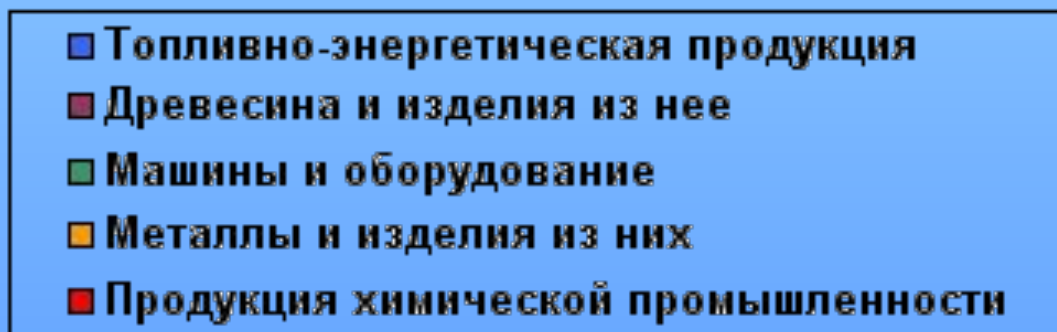 Топливно-энергетическая продукция
Древесина и изделия из нее
Машины и оборудование
Металлы и изделия из них
Продукция химической промышленности